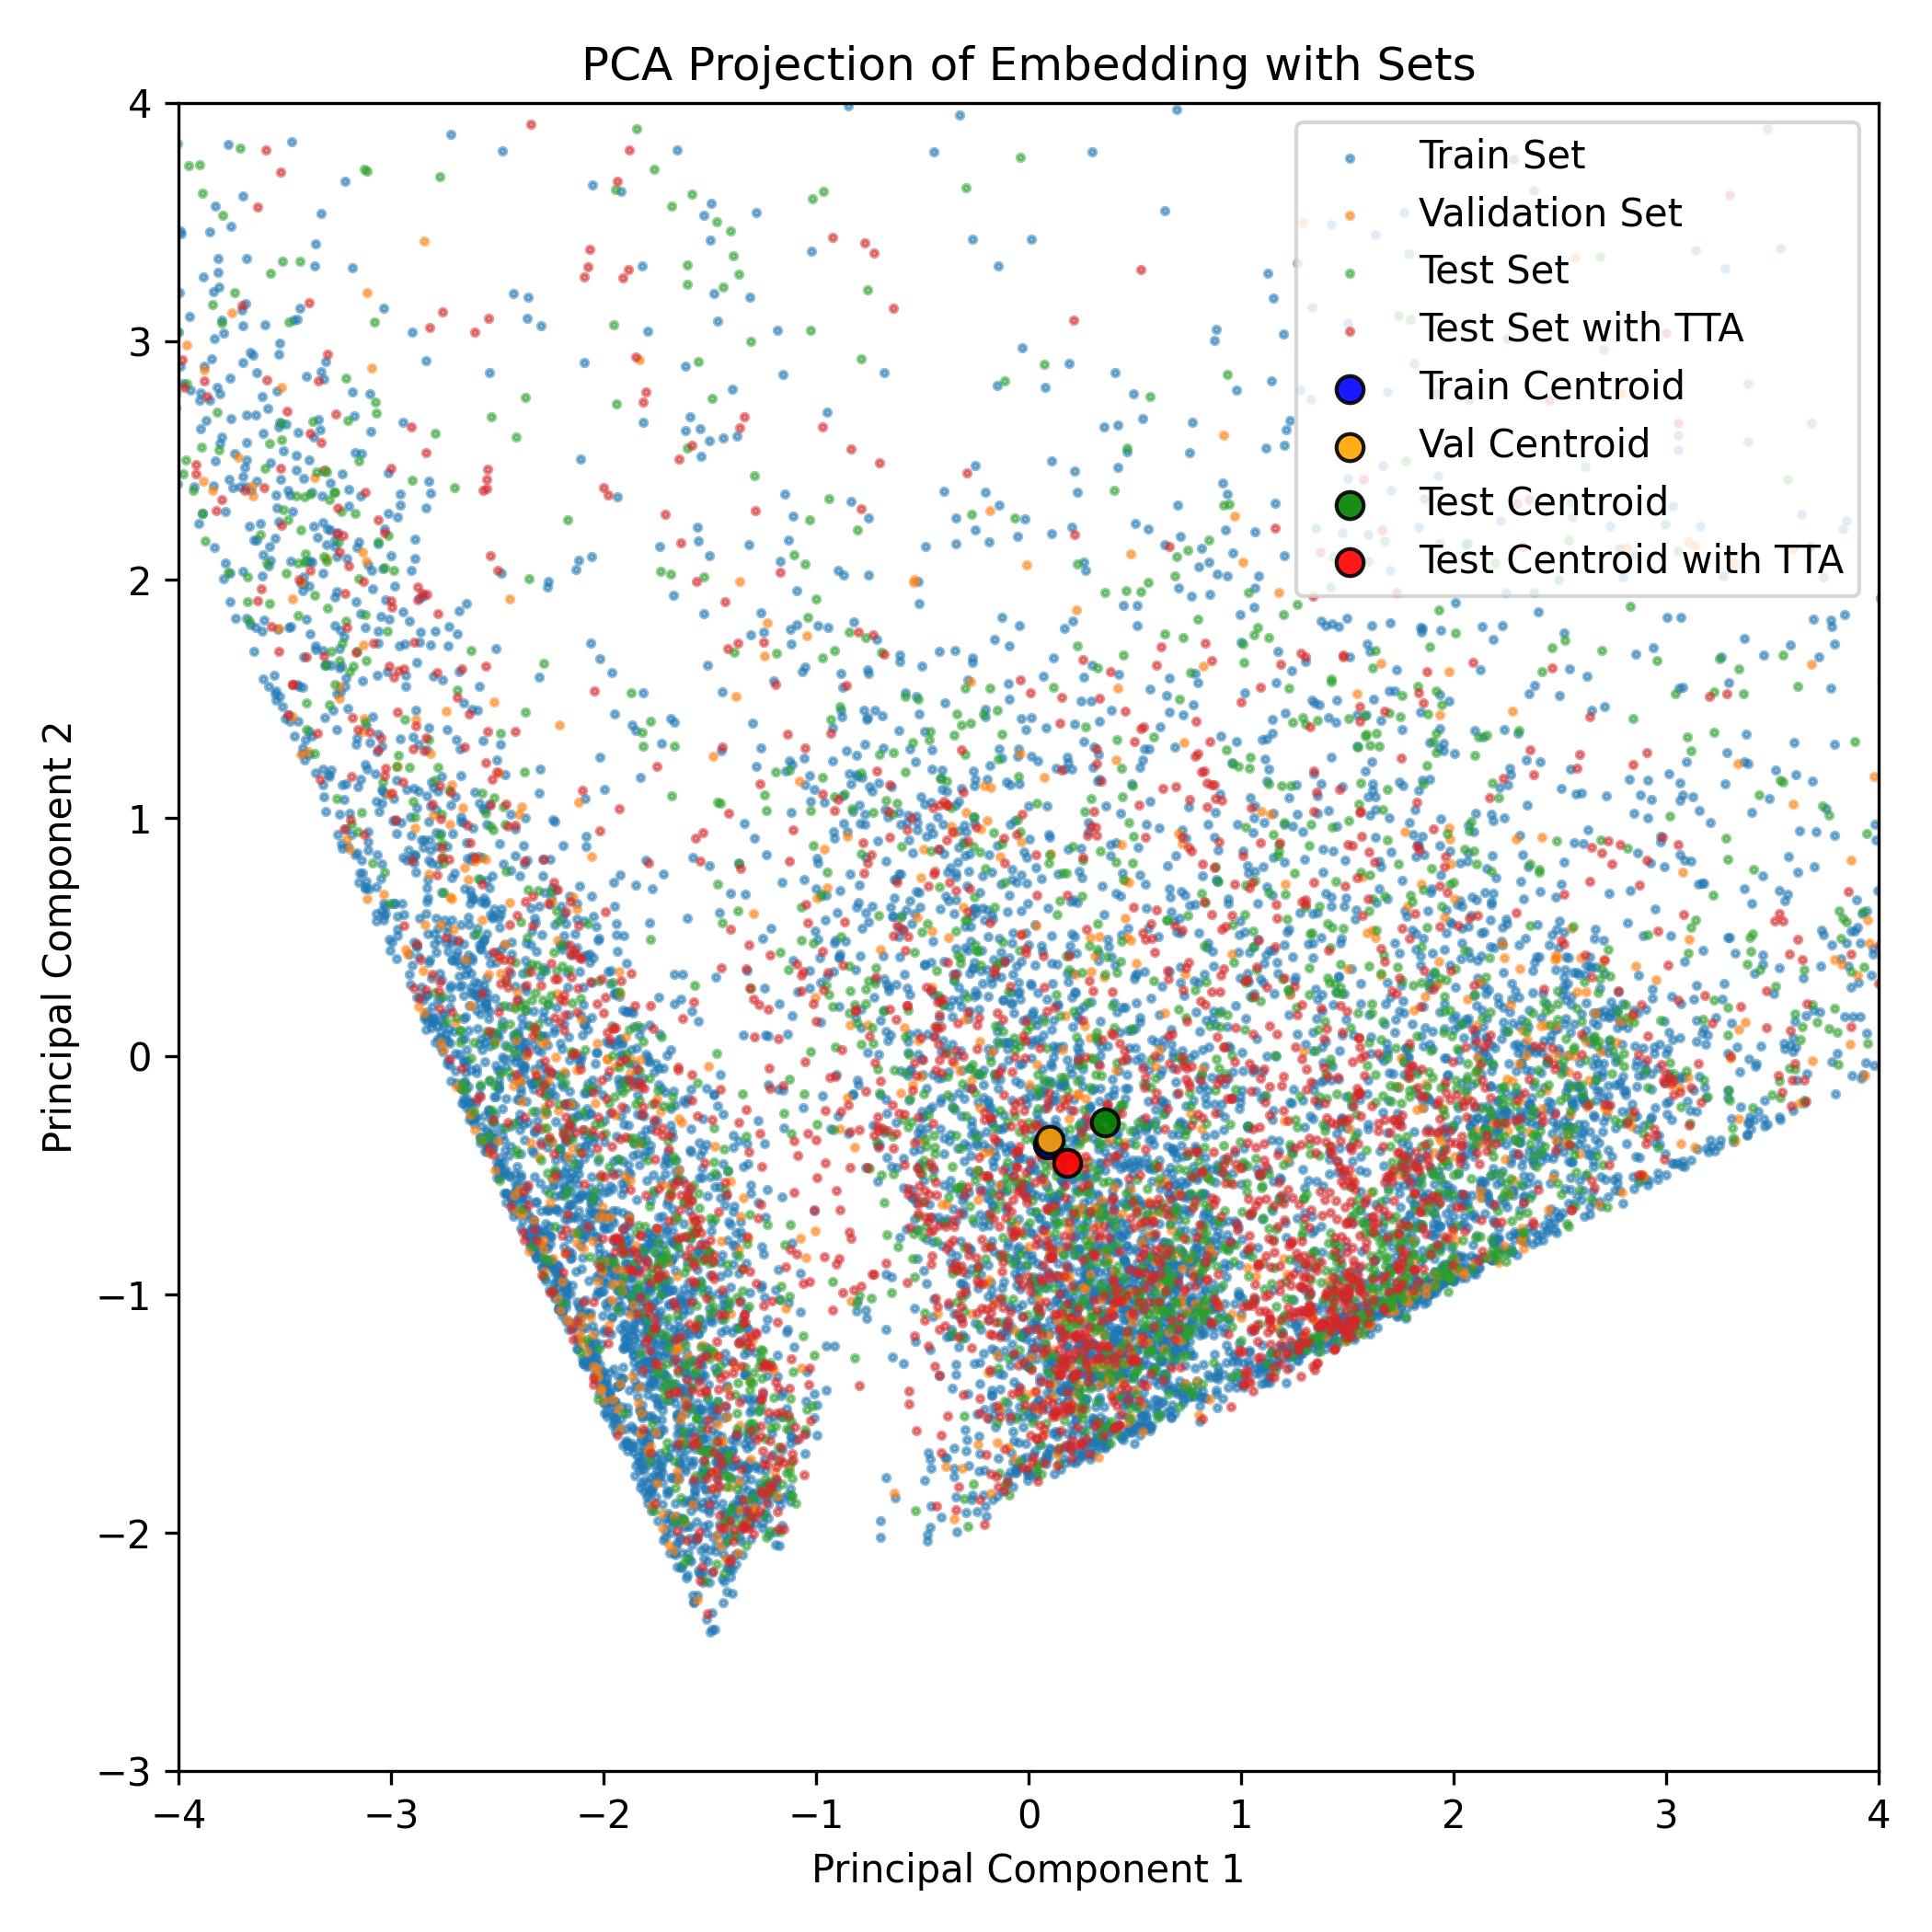 PCA Projection of Embedding with Sets
Train Set
Validation Set
Test Set
Test Set with TTA
Train Centroid
Val Centroid
Test Centroid
Test Centroid with TTA
4
3
2
1
0
−1
−2
−3
Principal Component 2
−4 −3 −2 −1 0 1 2 3 4
Principal Component 1